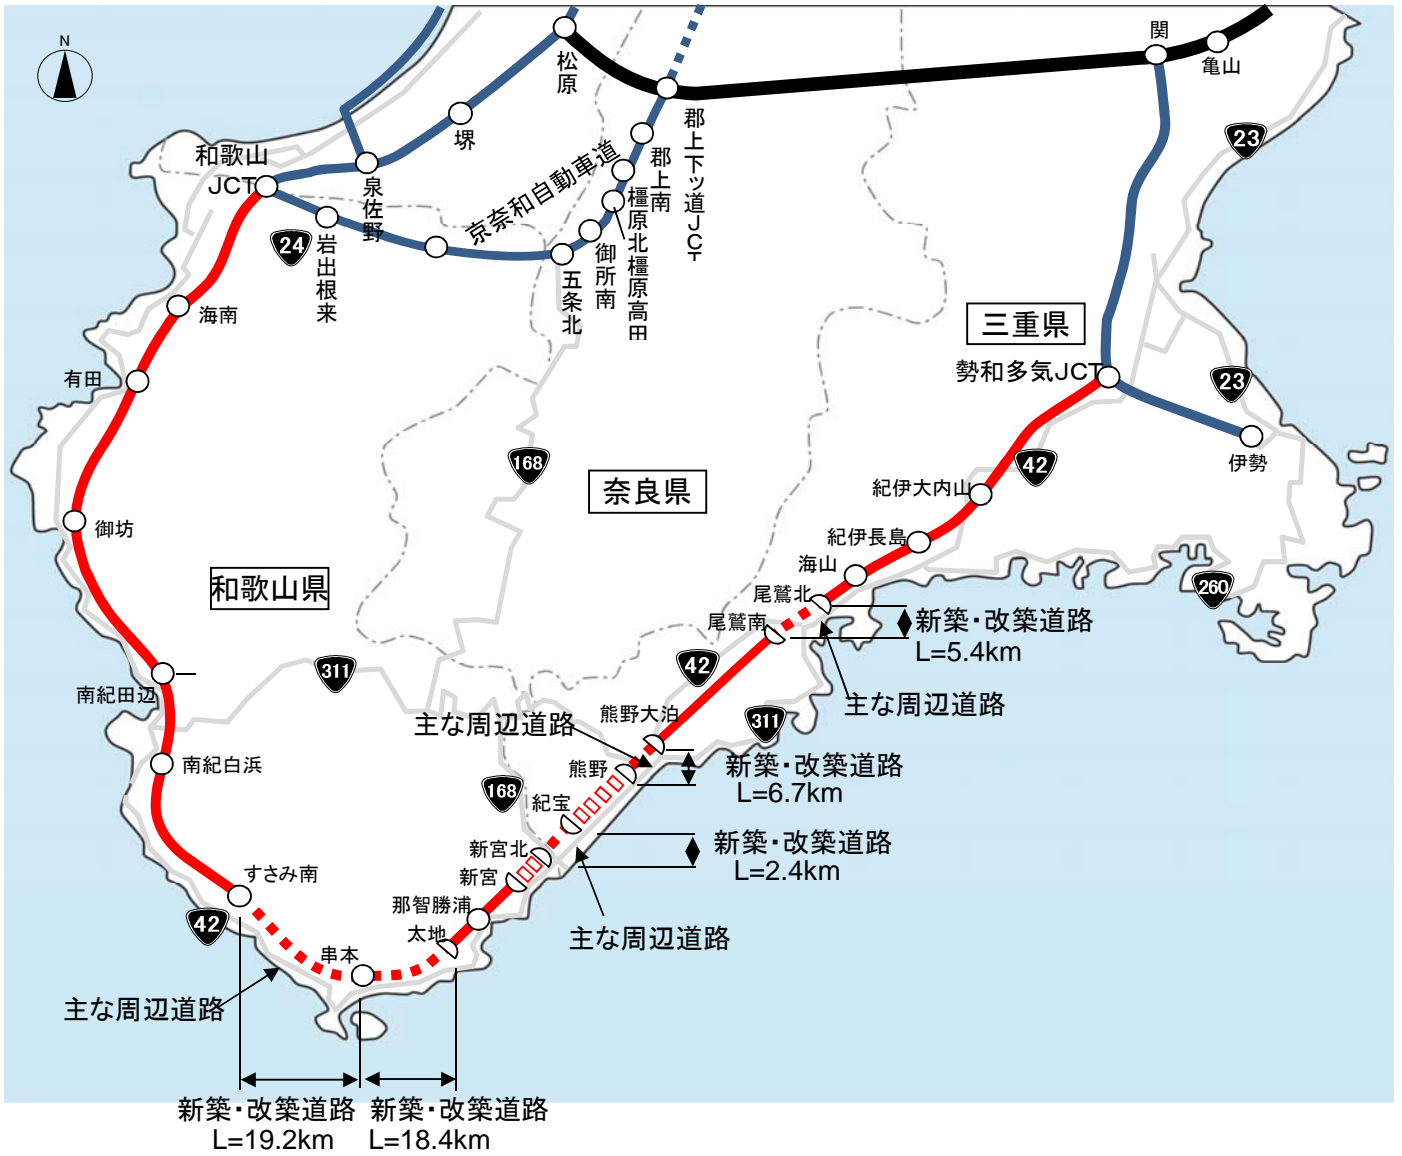 N
松原
関
亀山
堺
郡上下ッ道JCT
23
和歌山
JCT
泉佐野
京奈和自動車道
郡上南
橿原北
橿原高田
24
岩出根来
御所南
五条北
海南
三重県
有田
勢和多気JCT
23
伊勢
168
42
奈良県
紀伊大内山
御坊
紀伊長島
海山
和歌山県
尾鷲北
260
尾鷲南
新築・改築道路
L=5.4km
311
42
南紀田辺
主な周辺道路
熊野大泊
主な周辺道路
311
南紀白浜
熊野
新築・改築道路
L=6.7km
168
紀宝
新宮北
新築・改築道路
L=2.4km
すさみ南
新宮
那智勝浦
42
太地
主な周辺道路
串本
主な周辺道路
新築・改築道路
L=19.2km
新築・改築道路
L=18.4km